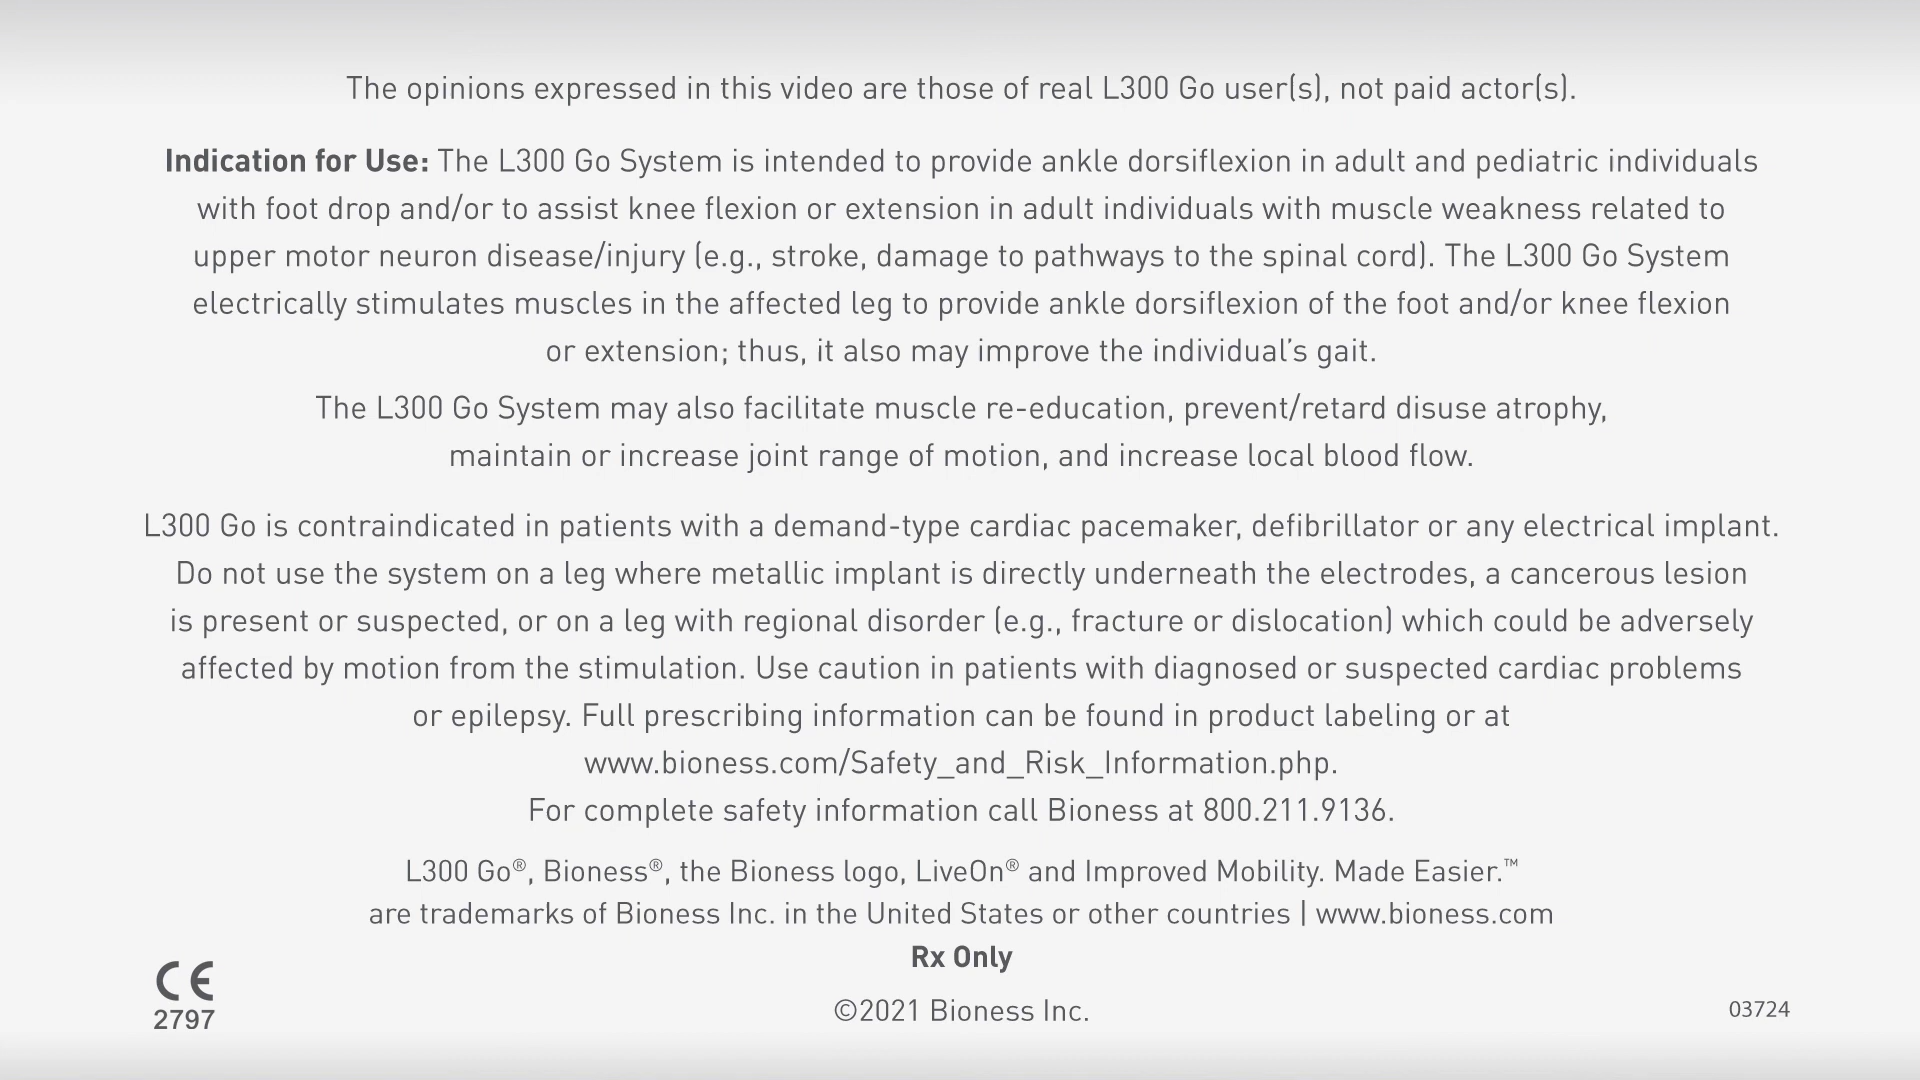 The opinions expressed in this video are those of real L300 Go user(s), not paid actor(s).
Indication for Use: The L300 Go System is intended to provide ankle dorsiflexion in adult and pediatric individuals
with foot drop and/or to assist knee flexion or extension in adult individuals with muscle weakness related to
upper motor neuron disease/injury (e.g., stroke, damage to pathways to the spinal cord). The L300 Go System
electrically stimulates muscles in the affected leg to provide ankle dorsiflexion of the foot and/or knee flexion
or extension; thus, it also may improve the individual’s gait.
The L300 Go System may also facilitate muscle re-education, prevent/retard disuse atrophy,
maintain or increase joint range of motion, and increase local blood flow.
L300 Go is contraindicated in patients with a demand-type cardiac pacemaker, defibrillator or any electrical implant.
Do not use the system on a leg where metallic implant is directly underneath the electrodes, a cancerous lesion
is present or suspected, or on a leg with regional disorder (e.g., fracture or dislocation) which could be adversely
affected by motion from the stimulation. Use caution in patients with diagnosed or suspected cardiac problems
or epilepsy. Full prescribing information can be found in product labeling or at
www.bioness.com/Safety_and_Risk_Information.php.
For complete safety information call Bioness at 800.211.9136.
L300 Go®, Bioness®, the Bioness logo, LiveOn® and Improved Mobility. Made Easier.™
are trademarks of Bioness Inc. in the United States or other countries | www.bioness.com
Rx Only
CE
2797
©2021 Bioness Inc.
03724